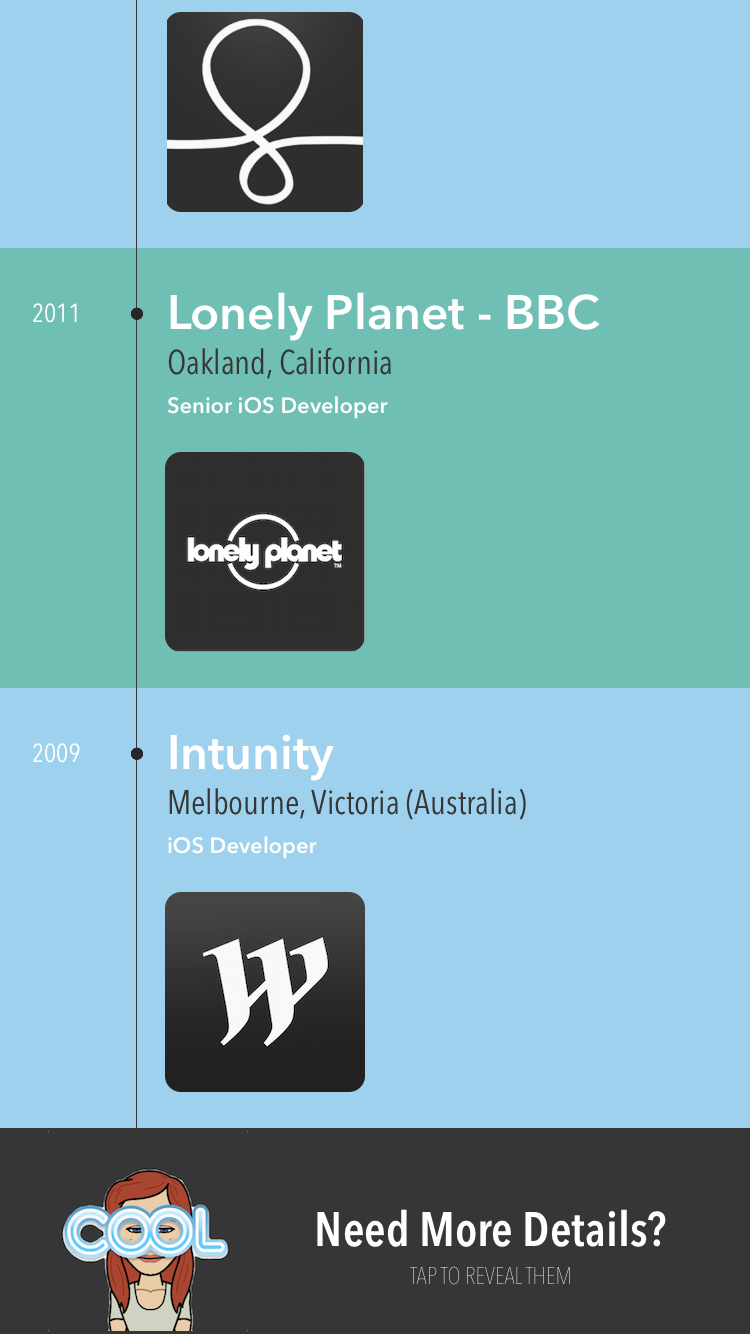 2011
Lonely Planet - BBC
Oakland, California
Senior iOS Developer
lonely planet™
2009
Intunity
Melbourne, Victoria (Australia)
iOS Developer
W
COOL
Need More Details?
TAP TO REVEAL THEM